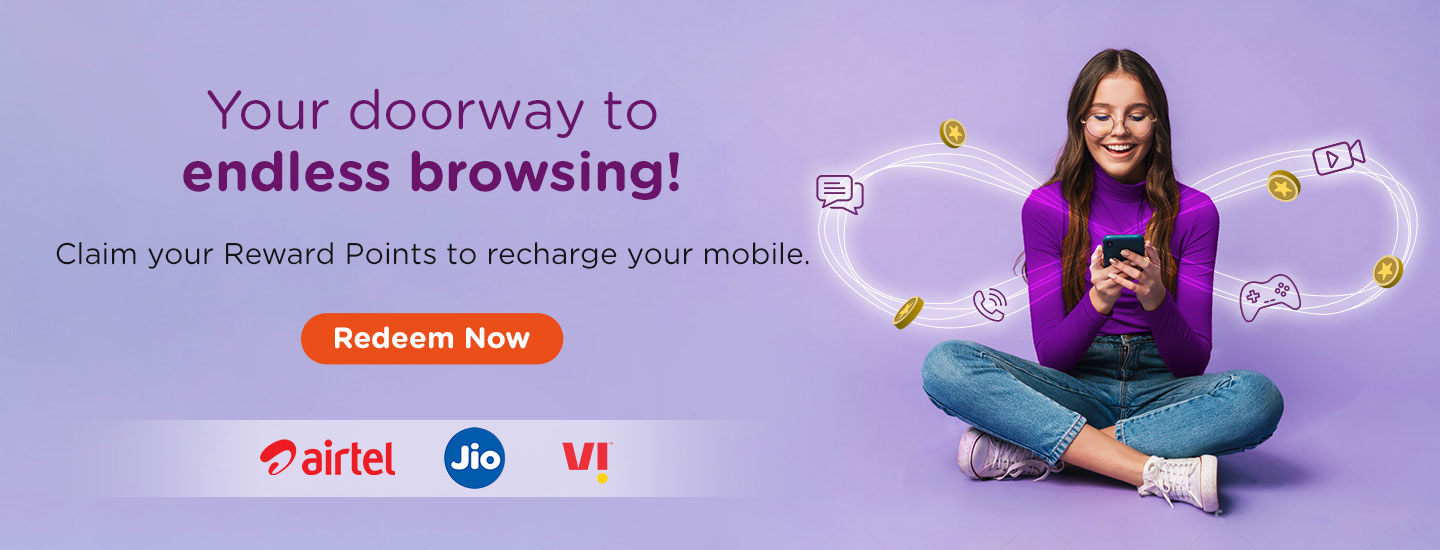 Your doorway to
endless browsing!
Claim your Reward Points to recharge your mobile.
Redeem Now
airtel Jio VI